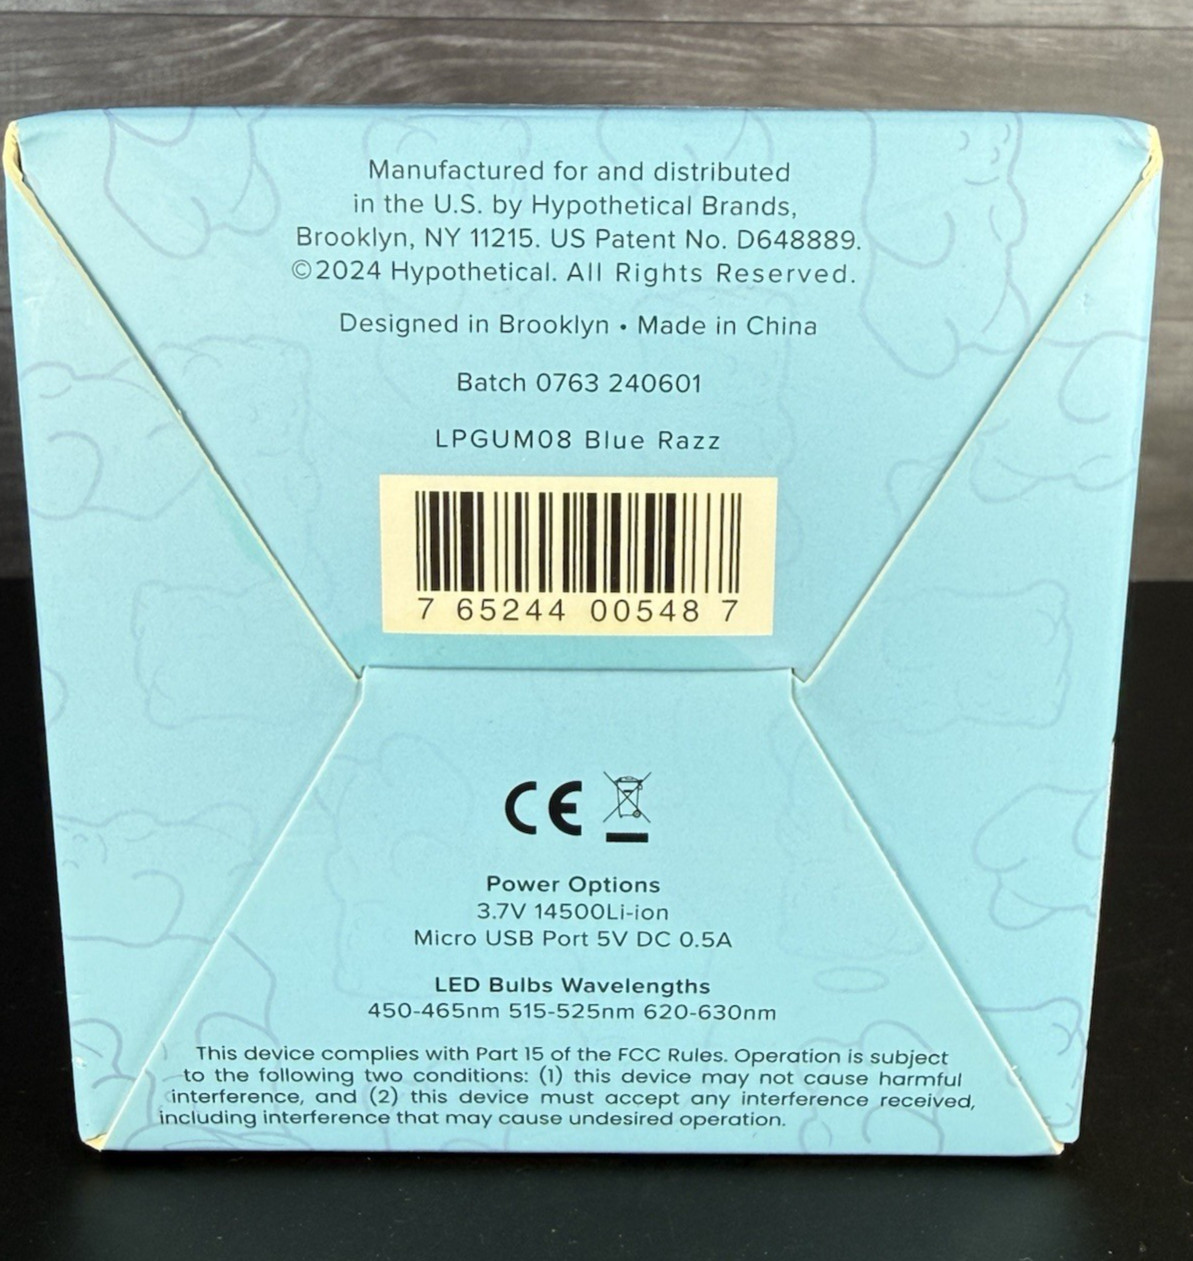 Manufactured for and distributed
in the U.S. by Hypothetical Brands,
Brooklyn, NY 11215. US Patent No. D648889.
©2024 Hypothetical. All Rights Reserved.
Designed in Brooklyn • Made in China
Batch 0763 240601
LPGUM08 Blue Razz
7 65244 00548 7
CE
Power Options
3.7V 14500Li-ion
Micro USB Port 5V DC 0.5A
LED Bulbs Wavelengths
450-465nm 515-525nm 620-630nm
This device complies with Part 15 of the FCC Rules. Operation is subject
to the following two conditions: (1) this device may not cause harmful
interference, and (2) this device must accept any interference received,
including interference that may cause undesired operation.